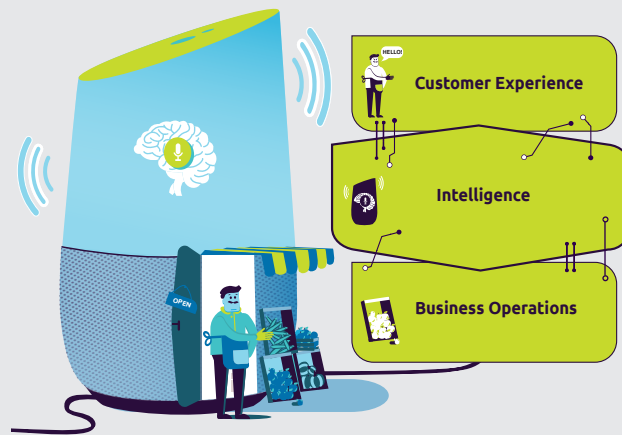 HELLO!
Customer Experience
Intelligence
OPEN
Business Operations